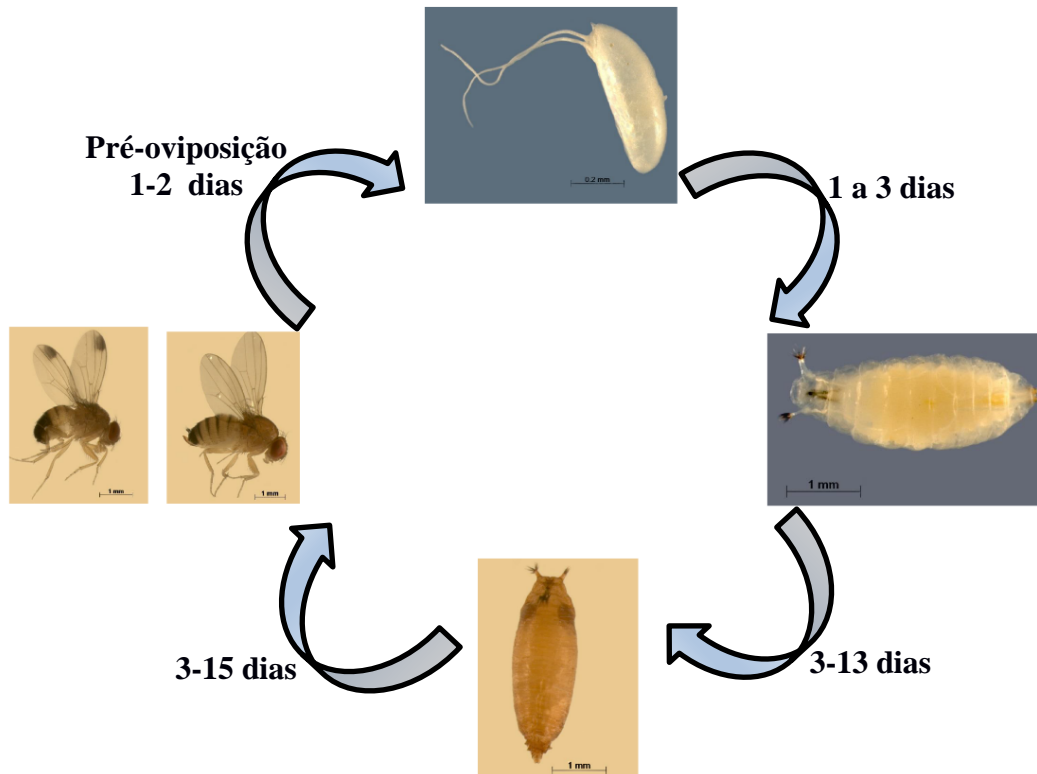 Pré-oviposição
1-2 dias
0.2 mm
1 a 3 dias
1 mm
1 mm
1 mm
3-15 dias
3-13 dias
1 mm